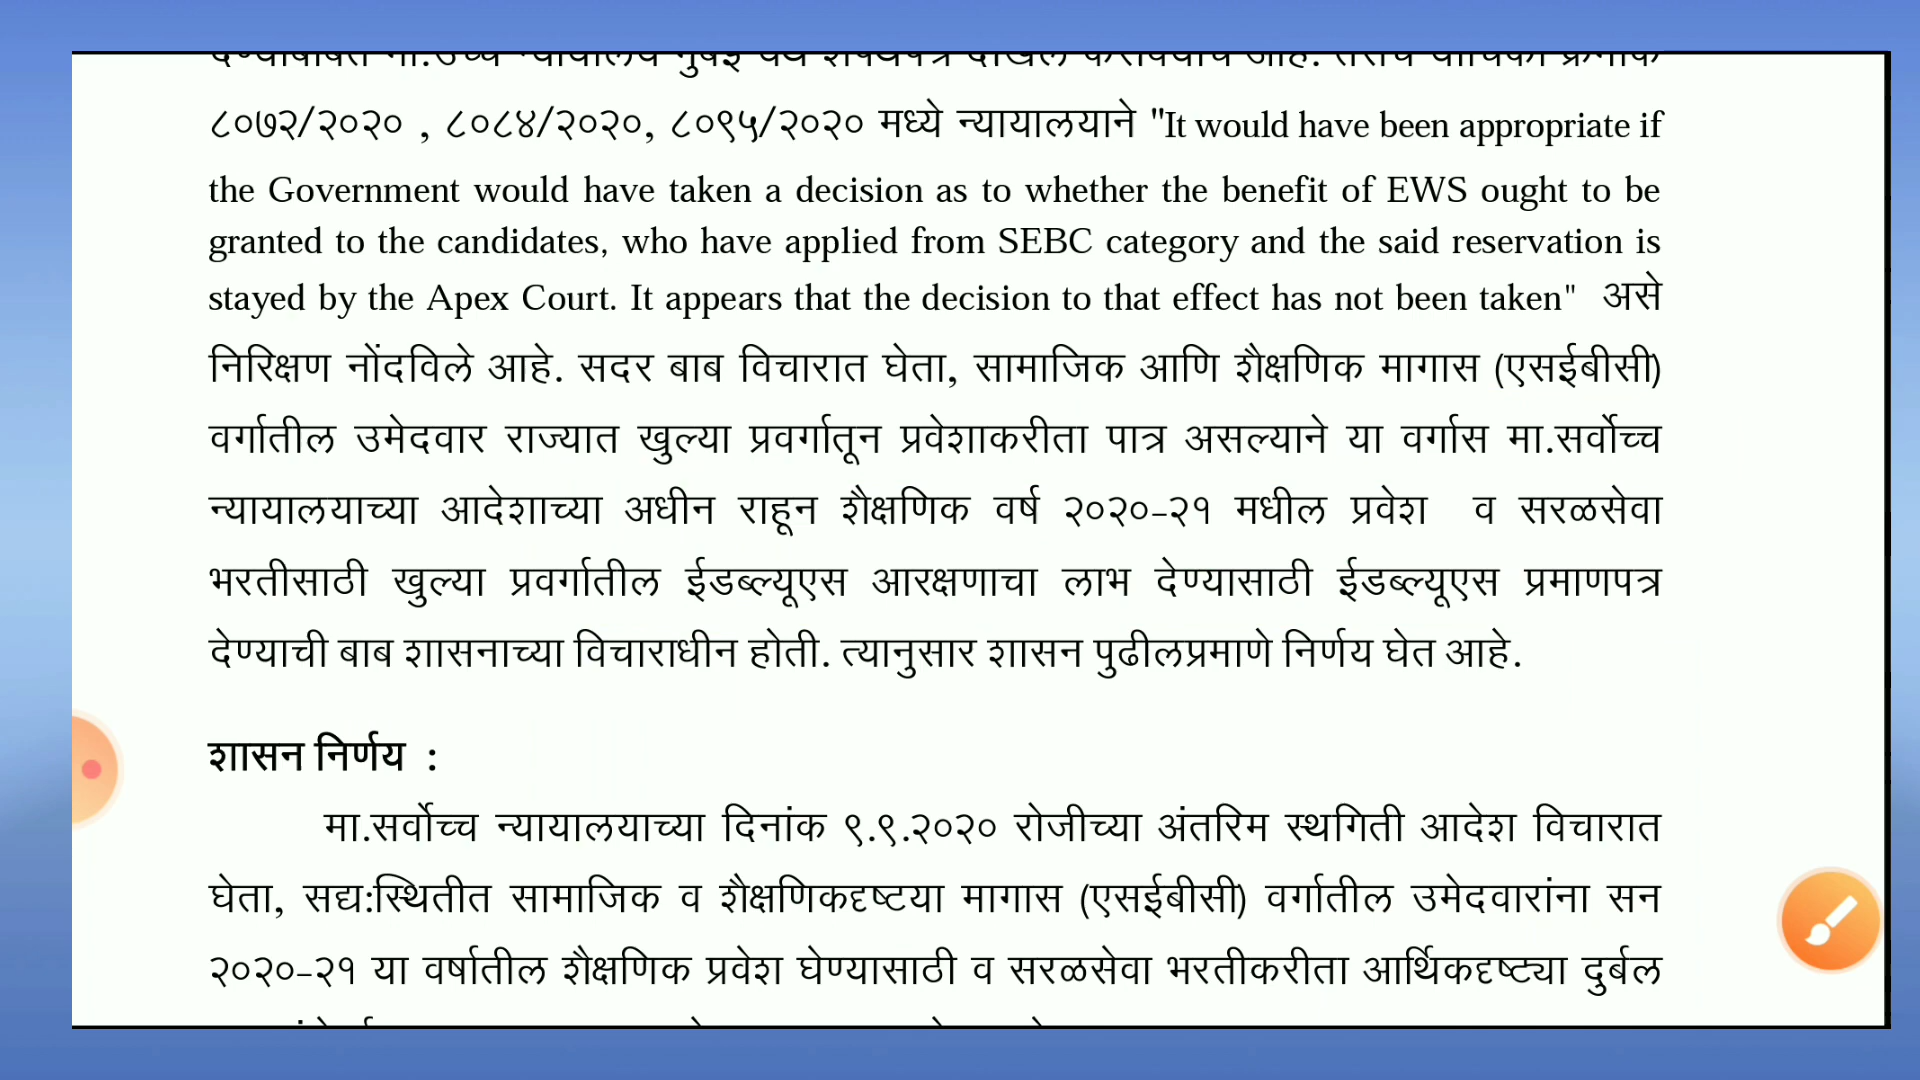 ८०७२/२०२० , ८०८४/२०२०, ८०९५/२०२० मध्ये न्यायालयाने "It would have been appropriate if
the Government would have taken a decision as to whether the benefit of EWS ought to be
granted to the candidates, who have applied from SEBC category and the said reservation is
stayed by the Apex Court. It appears that the decision to that effect has not been taken" असे
निरिक्षण नोंदविले आहे. सदर बाब विचारात घेता, सामाजिक आणि शैक्षणिक मागास (एसईबीसी)
वर्गातील उमेदवार राज्यात खुल्या प्रवर्गातून प्रवेशाकरीता पात्र असल्याने या वर्गास मा.सर्वोच्च
न्यायालयाच्या आदेशाच्या अधीन राहून शैक्षणिक वर्ष २०२०-२१ मधील प्रवेश व सरळसेवा
भरतीसाठी खुल्या प्रवर्गातील ईडब्ल्यूएस आरक्षणाचा लाभ देण्यासाठी ईडब्ल्यूएस प्रमाणपत्र
देण्याची बाब शासनाच्या विचाराधीन होती. त्यानुसार शासन पुढीलप्रमाणे निर्णय घेत आहे.
शासन निर्णय :
मा.सर्वोच्च न्यायालयाच्या दिनांक ९.९.२०२० रोजीच्या अंतरिम स्थगिती आदेश विचारात
घेता, सद्य:स्थितीत सामाजिक व शैक्षणिकदृष्टया मागास (एसईबीसी) वर्गातील उमेदवारांना सन
२०२०-२१ या वर्षातील शैक्षणिक प्रवेश घेण्यासाठी व सरळसेवा भरतीकरीता आर्थिकदृष्ट्या दुर्बल